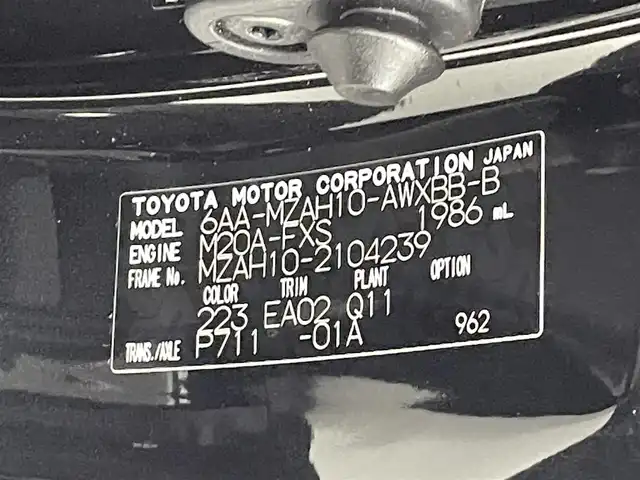 TOYOTA MOTOR CORPORATION JAPAN
MODEL 6AA-MZAH10-AWXBB-B
ENGINE M20A-FXS 1986 mL
FRAME No. MZAH10-2104239
COLOR TRIM PLANT OPTION
223 EA02 Q11
TRANS./AXLE P711 -01A 962